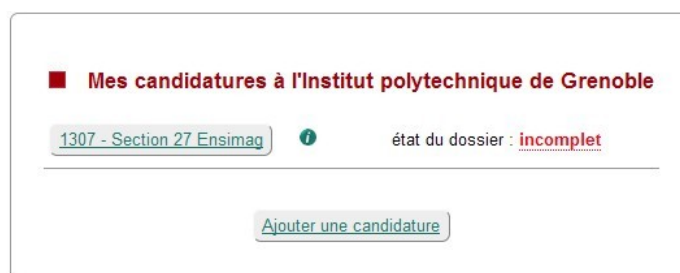 Mes candidatures à l'Institut polytechnique de Grenoble
1307 - Section 27 Ensimag i état du dossier : incomplet
Ajouter une candidature